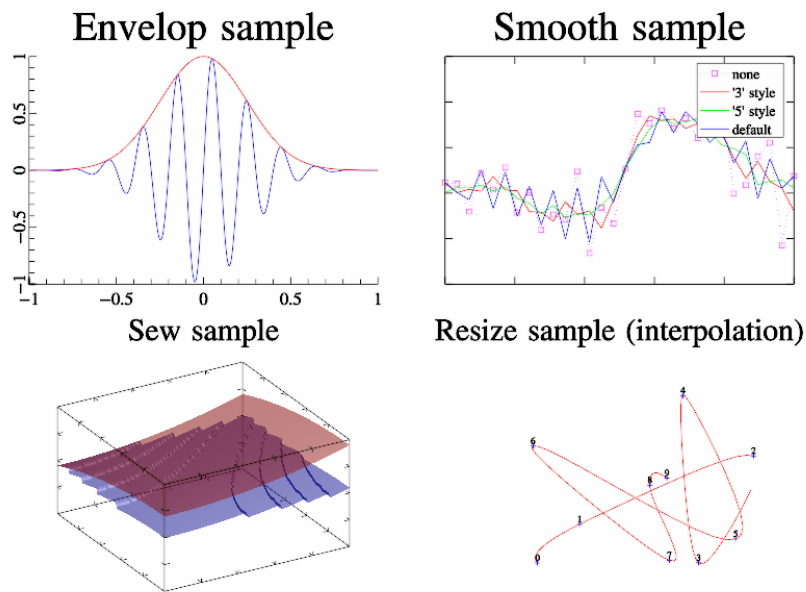 Envelop sample
Smooth sample
1
0.5
0
−0.5
−1
−1 −0.5 0 0.5 1
none
'3' style
'5' style
default
Sew sample
Resize sample (interpolation)
4
6
2
9
8
1
5
0
7
3